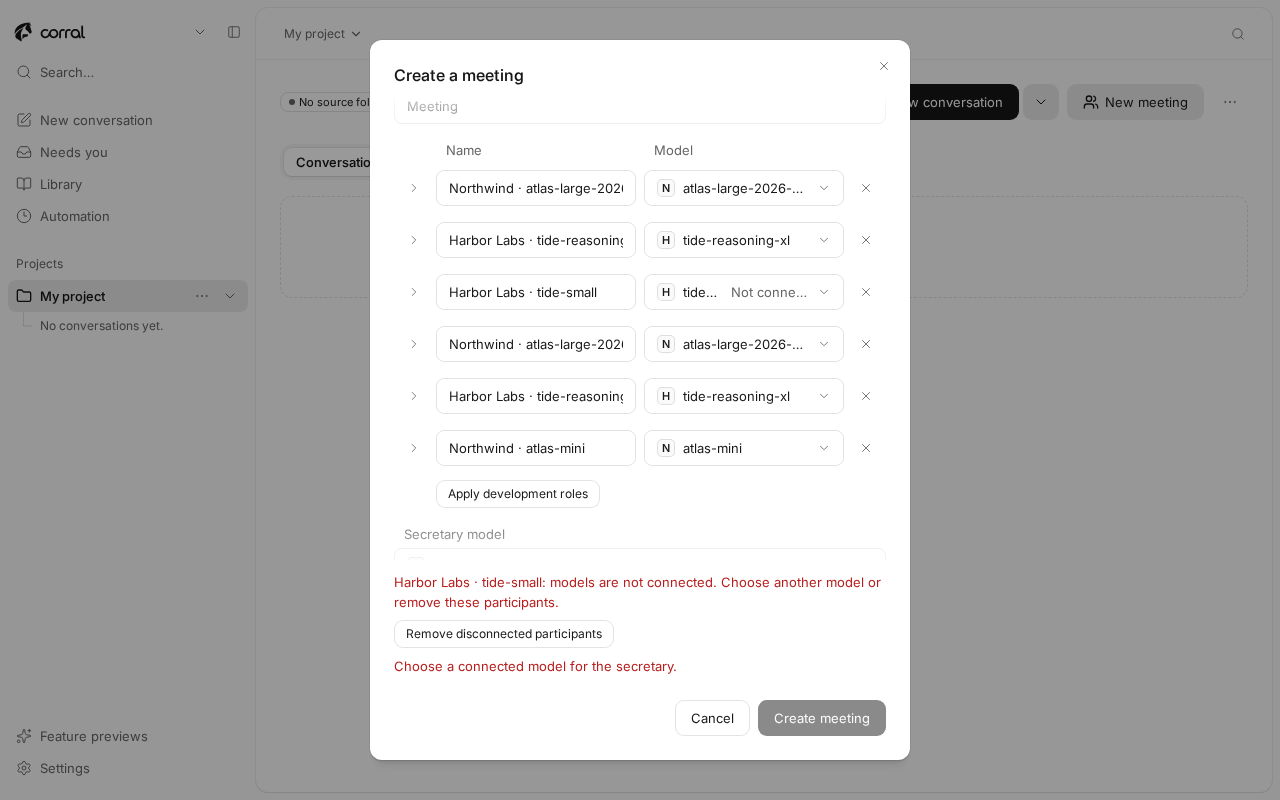 corral
My project
Search...
No source fol
w conversation
New meeting
New conversation
Needs you
Library
Automation
Conversatio
Projects
My project
No conversations yet.
Feature previews
Settings
Create a meeting
Meeting
Name
Model
Northwind · atlas-large-2026
N atlas-large-2026-...
Harbor Labs · tide-reasoning
H tide-reasoning-xl
Harbor Labs · tide-small
H tide... Not conne...
Northwind · atlas-large-2026
N atlas-large-2026-...
Harbor Labs · tide-reasoning
H tide-reasoning-xl
Northwind · atlas-mini
N atlas-mini
Apply development roles
Secretary model
Harbor Labs · tide-small: models are not connected. Choose another model or
remove these participants.
Remove disconnected participants
Choose a connected model for the secretary.
Cancel
Create meeting